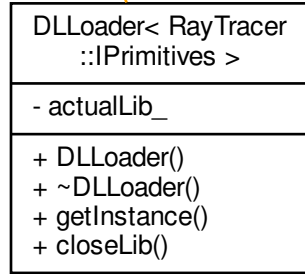 DLLoader< RayTracer
::IPrimitives >
- actualLib_
+ DLLoader()
+ ~DLLoader()
+ getInstance()
+ closeLib()